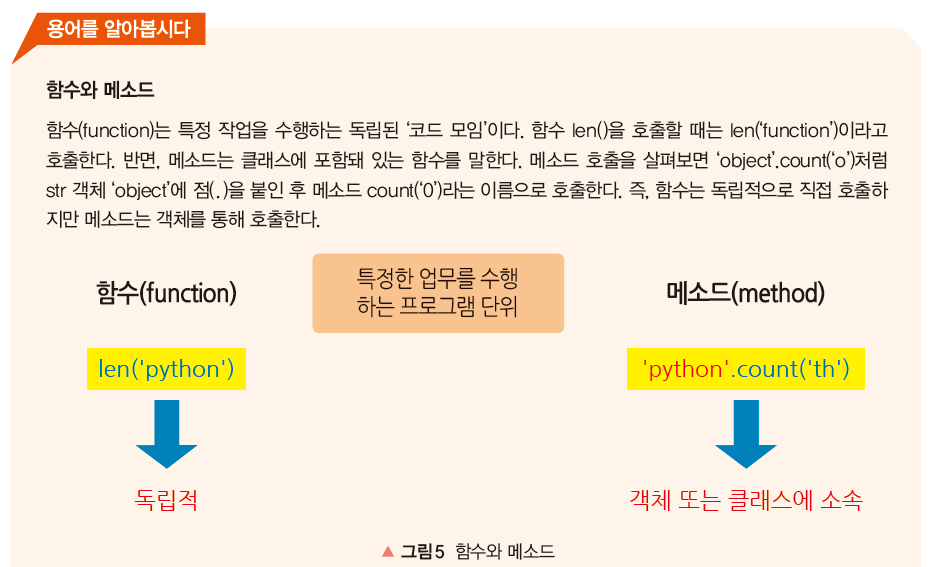 용어를 알아봅시다
함수와 메소드
함수(function)는 특정 작업을 수행하는 독립된 ‘코드 모임’이다. 함수 len()을 호출할 때는 len(‘function’)이라고
호출한다. 반면, 메소드는 클래스에 포함돼 있는 함수를 말한다. 메소드 호출을 살펴보면 ‘object’.count(‘o’)처럼
str 객체 ‘object’에 점(.)을 붙인 후 메소드 count(‘0’)라는 이름으로 호출한다. 즉, 함수는 독립적으로 직접 호출하
지만 메소드는 객체를 통해 호출한다.
함수(function)
특정한 업무를 수행
하는 프로그램 단위
메소드(method)
len('python')
'python'.count('th')
독립적
객체 또는 클래스에 소속
▲ 그림 5 함수와 메소드